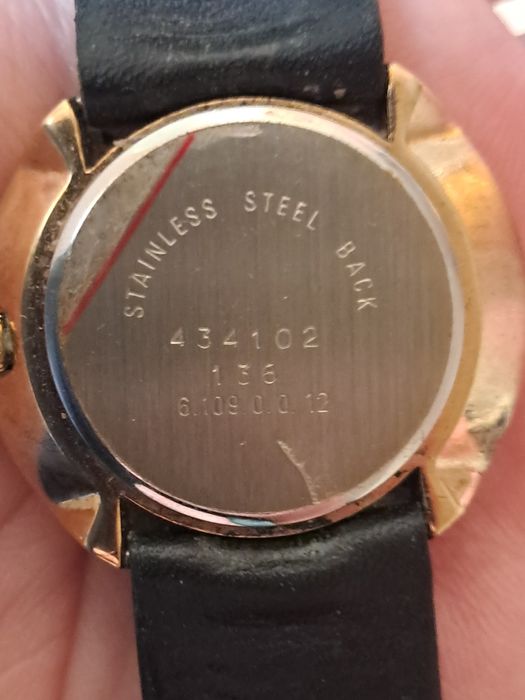 STAINLESS STEEL BACK
434102
136
6.109.0.0.12